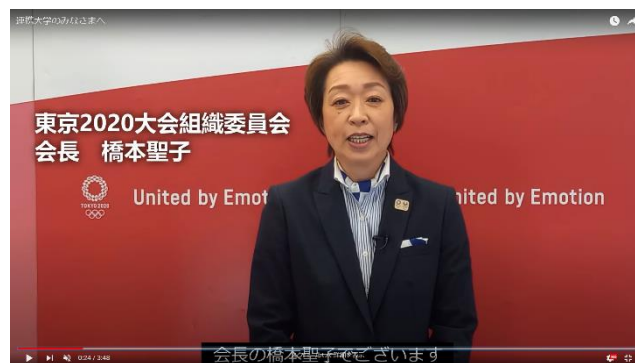 連携大学のみなさまへ
東京2020大会組織委員会
会長　橋本聖子
TOKYO 2020
United by Emot
nited by Emotion
会長の橋本聖子でございます
0:24 / 3:48